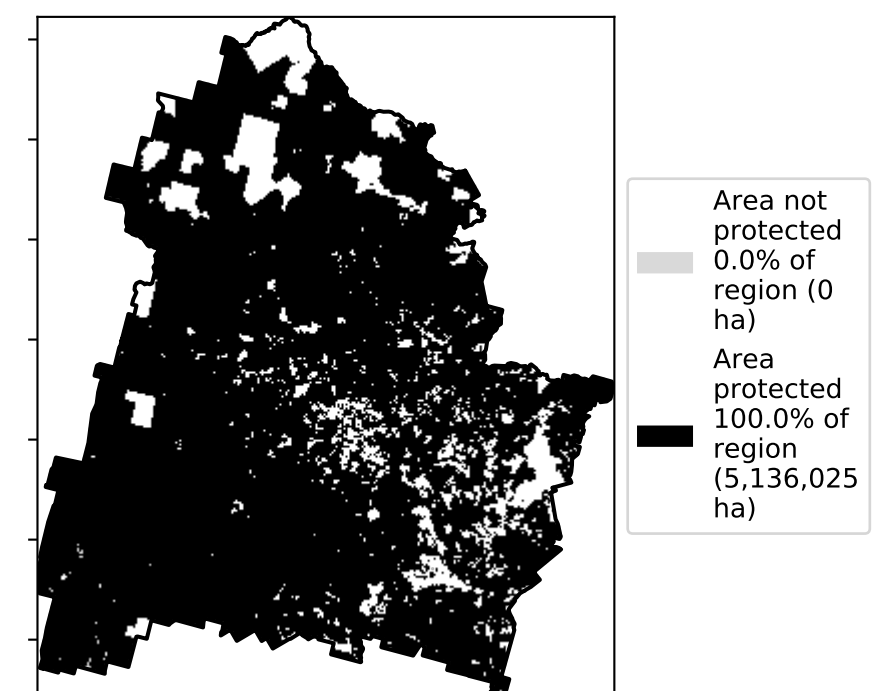 Area not
protected
0.0% of
region (0
ha)
Area
protected
100.0% of
region
(5,136,025
ha)